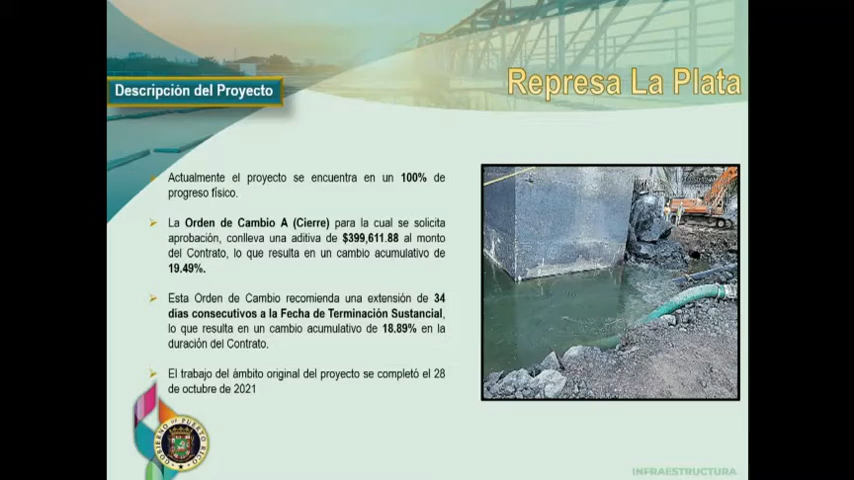 Represa La Plata
Descripción del Proyecto
Actualmente el proyecto se encuentra en un 100% de
progreso físico.
La Orden de Cambio A (Cierre) para la cual se solicita
aprobación, conlleva una aditiva de $399,611.88 al monto
del Contrato, lo que resulta en un cambio acumulativo de
19.49%.
Esta Orden de Cambio recomienda una extensión de 34
días consecutivos a la Fecha de Terminación Sustancial,
lo que resulta en un cambio acumulativo de 18.89% en la
duración del Contrato.
El trabajo del ámbito original del proyecto se completó el 28
de octubre de 2021
GOBIERNO DE PUERTO RICO
INFRAESTRUCTURA